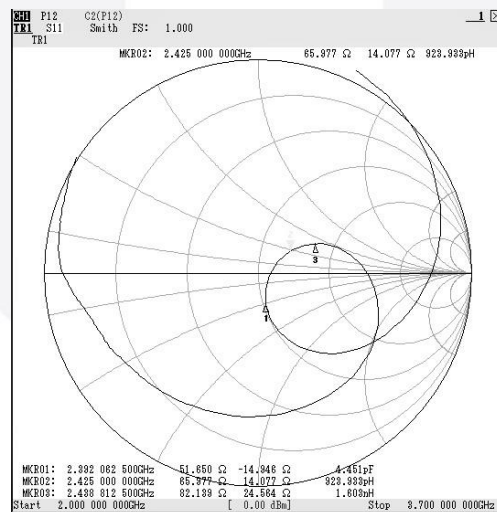 CH1 P12 C2(P12) 1
TR1 S11 Smith FS: 1.000
TR1
MKR02: 2.425 000 000GHz 65.977 Ω 14.077 Ω 923.933pH
3
1
MKR01: 2.392 062 500GHz 51.650 Ω -14.946 Ω 4.451pF
MKR02: 2.425 000 000GHz 65.977 Ω 14.077 Ω 923.933pH
MKR03: 2.438 812 500GHz 82.139 Ω 24.564 Ω 1.603nH
Start 2.000 000 000GHz [ 0.00 dBm] Stop 3.700 000 000GHz